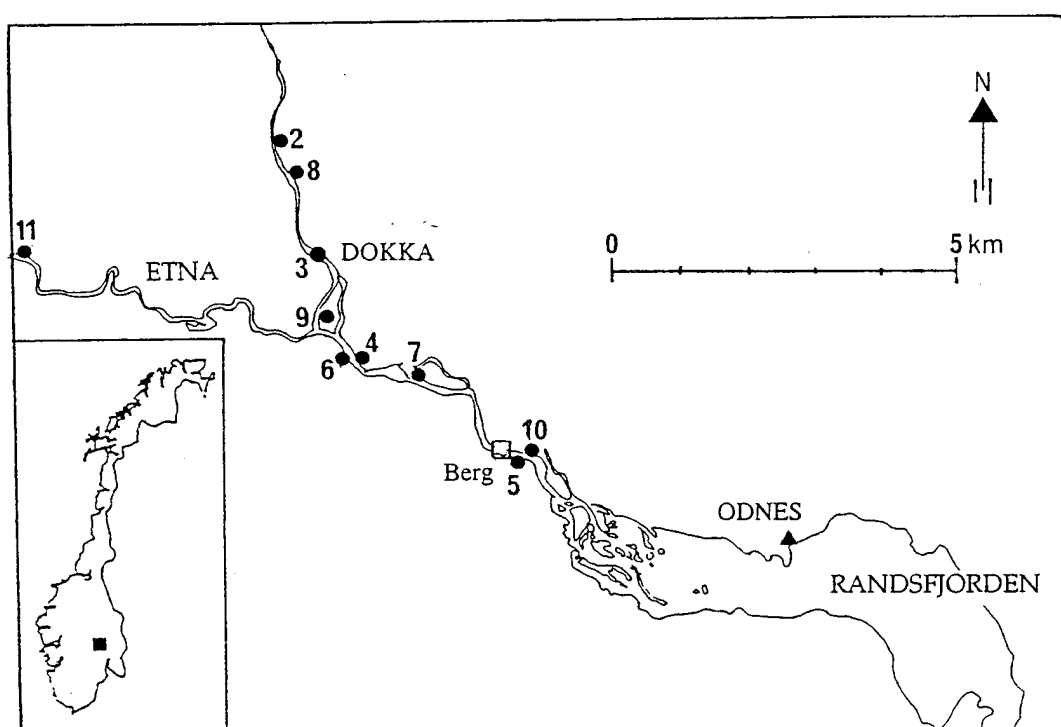 N
2
8
0 5 km
11
3 DOKKA
ETNA
9
6 4 7
10
Berg 5
ODNES
RANDSFJORDEN